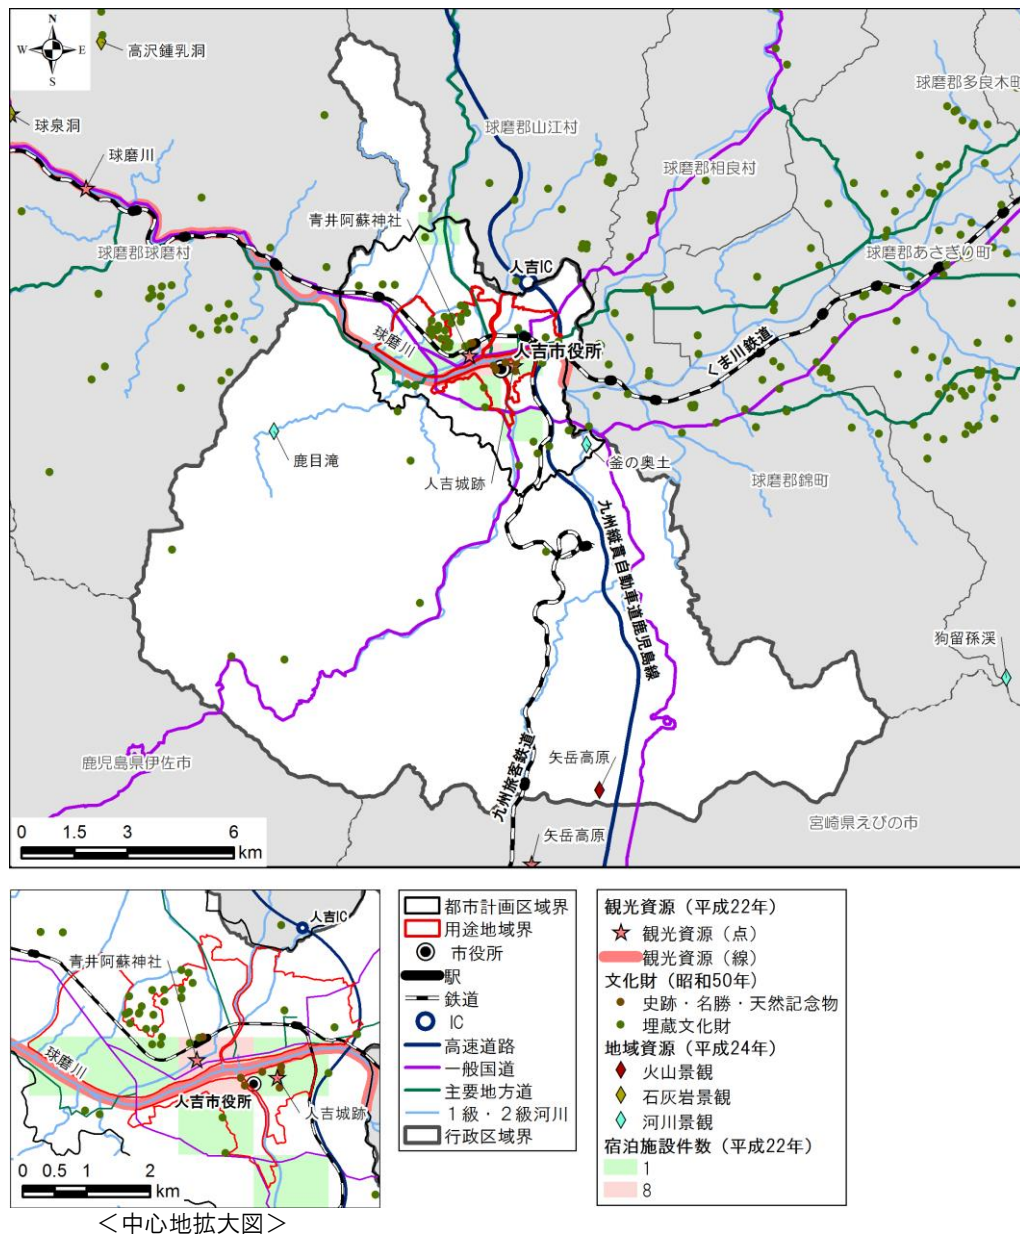 N
W E
S
高沢鍾乳洞
球泉洞
球磨川
球磨郡山江村
球磨郡多良木町
球磨郡相良村
青井阿蘇神社
球磨郡球磨村
人吉IC
球磨郡あさぎり町
球磨川
人吉市役所
くま川鉄道
鹿目滝
人吉城跡
釜の奥土
球磨郡錦町
九州縦貫自動車道鹿児島線
狗留孫渓
九州旅客鉄道
矢岳高原
鹿児島県伊佐市
宮崎県えびの市
矢岳高原
0 1.5 3 6
km
人吉IC
青井阿蘇神社
球磨川
人吉市役所
人吉城跡
0 0.5 1 2
km
＜中心地拡大図＞
都市計画区域界
用途地域界
市役所
駅
鉄道
IC
高速道路
一般国道
主要地方道
1級・2級河川
行政区域界
観光資源（平成22年）
観光資源（点）
観光資源（線）
文化財（昭和50年）
史跡・名勝・天然記念物
埋蔵文化財
地域資源（平成24年）
火山景観
石灰岩景観
河川景観
宿泊施設件数（平成22年）
1
8